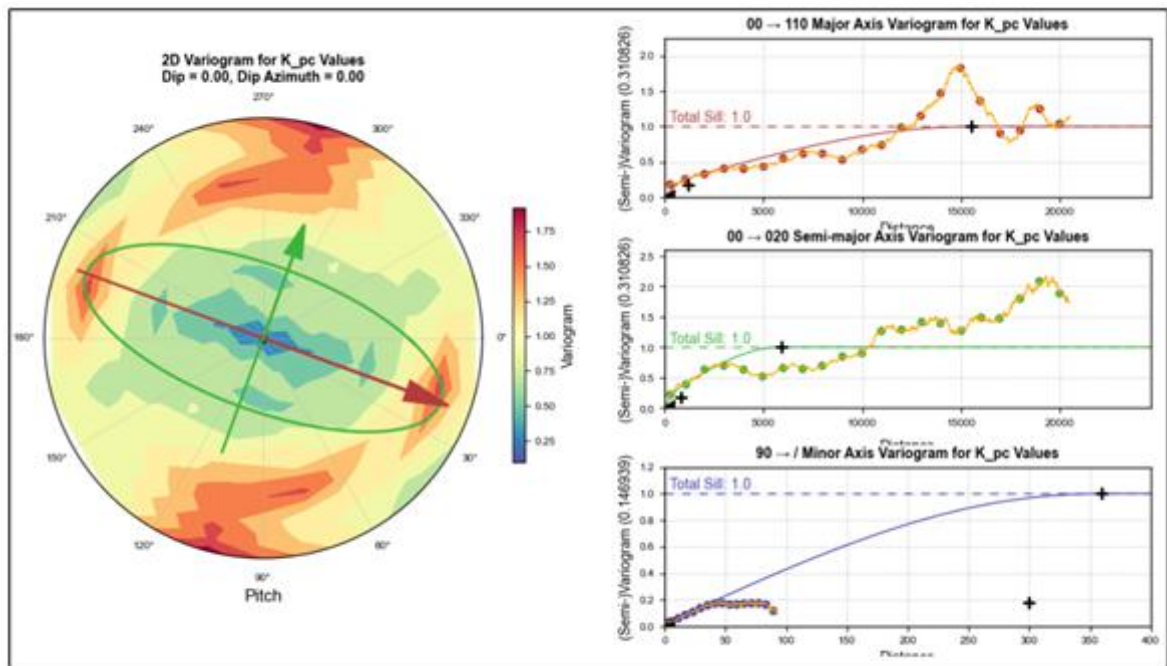 2D Variogram for K_pc Values
Dip = 0.00, Dip Azimuth = 0.00
270°
240°
300°
210°
330°
180°
0°
150°
30°
120°
60°
90°
Pitch
1.75
1.50
1.25
1.00
0.75
0.50
0.25
Variogram
00 → 110 Major Axis Variogram for K_pc Values
(Semi-)Variogram (0.310826)
2.0
1.5
1.0
0.5
0.0
Total Sill: 1.0
0 5000 10000 15000 20000
Distance
00 → 020 Semi-major Axis Variogram for K_pc Values
(Semi-)Variogram (0.310826)
2.5
2.0
1.5
1.0
0.5
0.0
Total Sill: 1.0
0 5000 10000 15000 20000
Distance
90 → / Minor Axis Variogram for K_pc Values
(Semi-)Variogram (0.146939)
1.2
1.0
0.8
0.6
0.4
0.2
0.0
Total Sill: 1.0
0 50 100 150 200 250 300 350 400
Distance